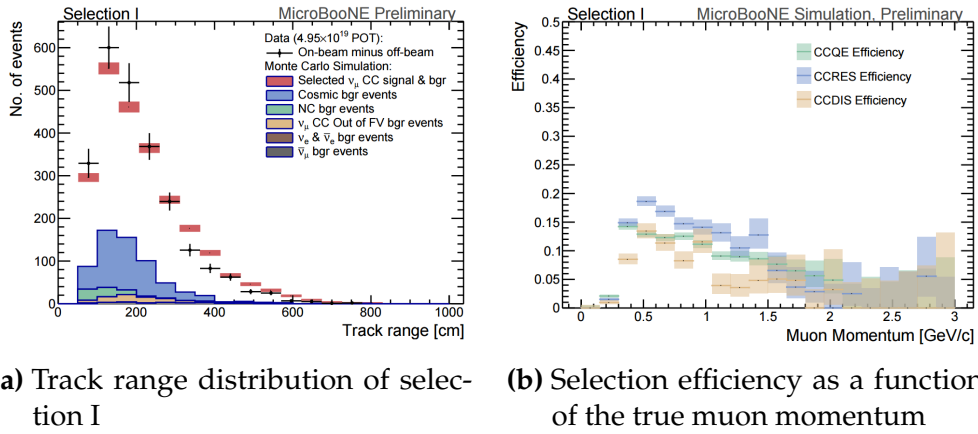 Selection I
MicroBooNE Preliminary
No. of events
600
500
400
300
200
100
0
Data (4.95×10¹⁹ POT):
On-beam minus off-beam
Monte Carlo Simulation:
Selected νμ CC signal & bgr
Cosmic bgr events
NC bgr events
νμ CC Out of FV bgr events
νe & ν̄e bgr events
ν̄μ bgr events
0 200 400 600 800 1000
Track range [cm]
Selection I
MicroBooNE Simulation, Preliminary
Efficiency
0.5
0.45
0.4
0.35
0.3
0.25
0.2
0.15
0.1
0.05
0
CCQE Efficiency
CCRES Efficiency
CCDIS Efficiency
0 0.5 1 1.5 2 2.5 3
Muon Momentum [GeV/c]
a) Track range distribution of selec-
tion I
(b) Selection efficiency as a function
of the true muon momentum